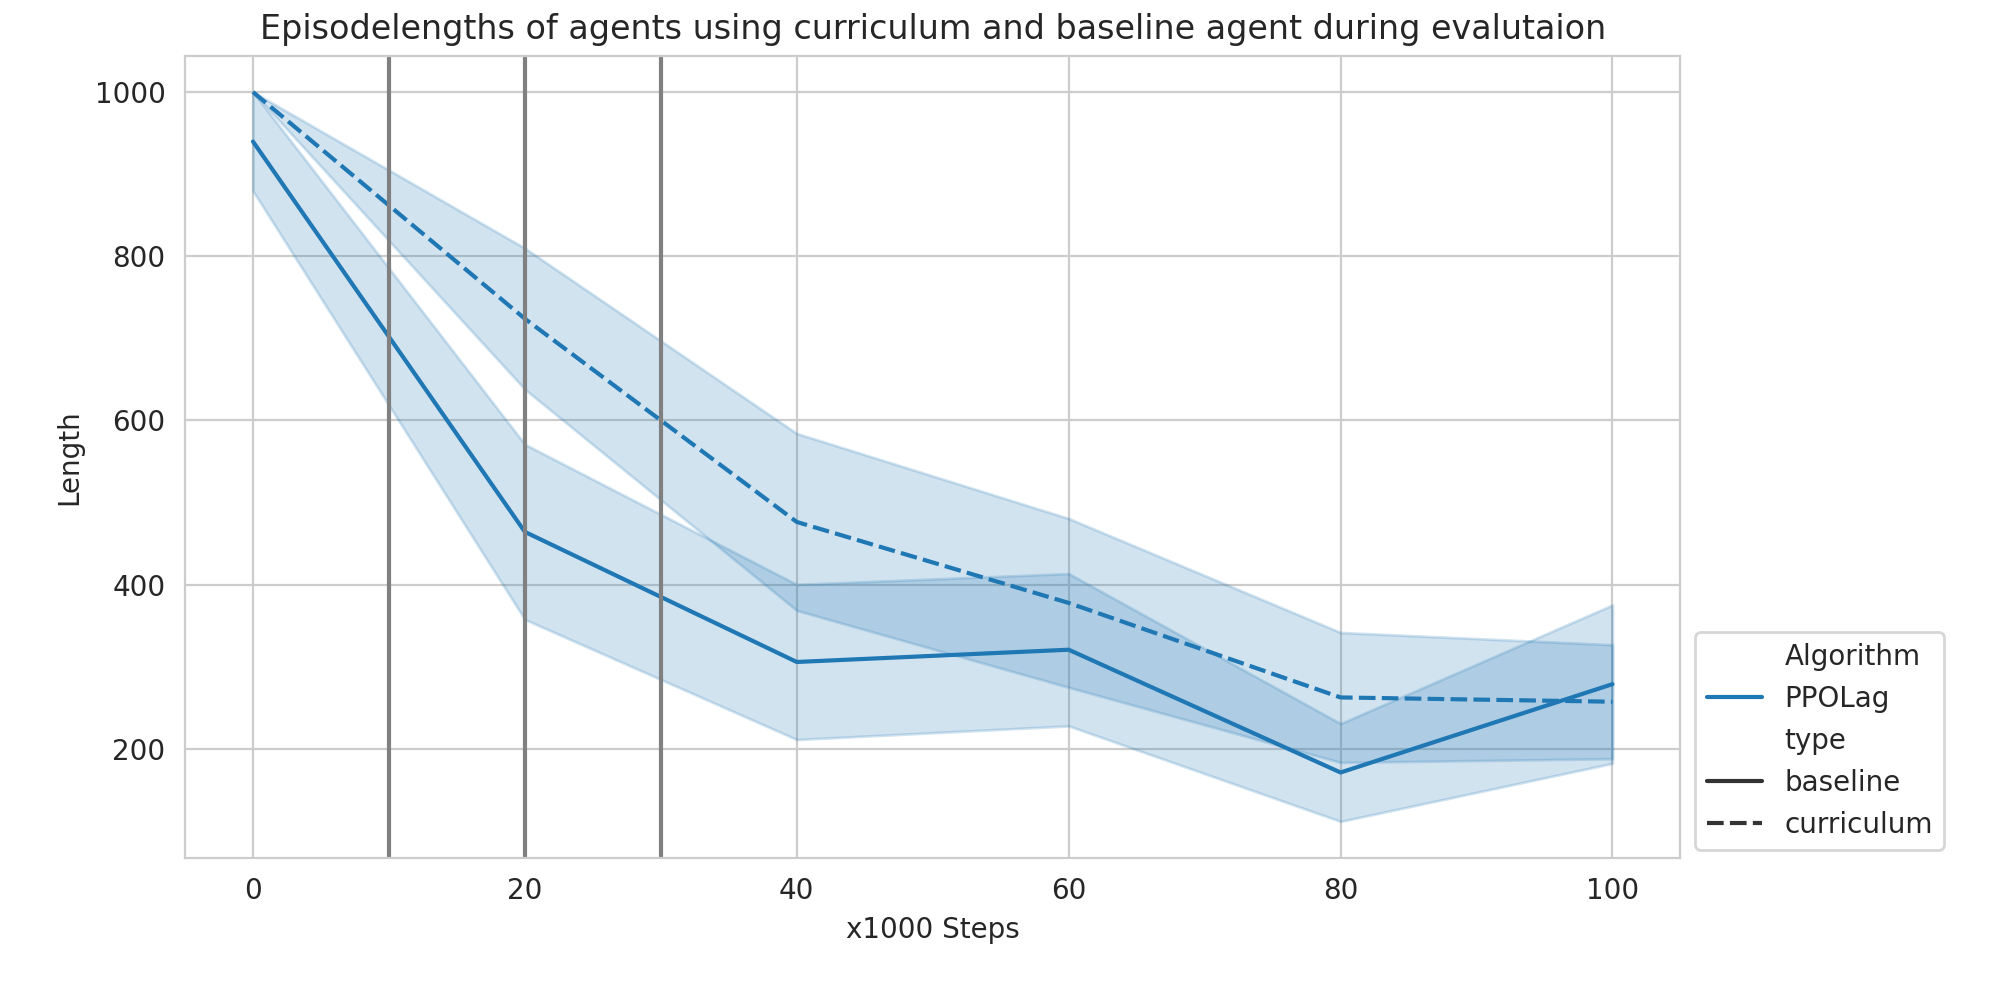 Episodelengths of agents using curriculum and baseline agent during evalutaion
1000
800
600
400
200
Length
0 20 40 60 80 100
x1000 Steps
Algorithm
PPOLag
type
baseline
curriculum